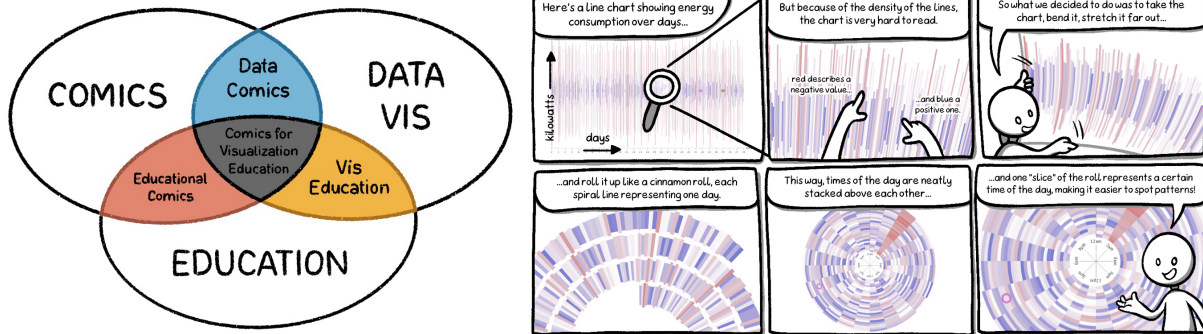 COMICS
DATA
VIS
Data
Comics
Comics for
Visualization
Education
Educational
Comics
Vis
Education
EDUCATION
Here's a line chart showing energy
consumption over days...
kilowatts
days
But because of the density of the lines,
the chart is very hard to read.
red describes a
negative value...
...and blue a
positive one.
So what we decided to do was to take the
chart, bend it, stretch it far out...
...and roll it up like a cinnamon roll, each
spiral line representing one day.
This way, times of the day are neatly
stacked above each other...
...and one "slice" of the roll represents a certain
time of the day, making it easier to spot patterns!
12am